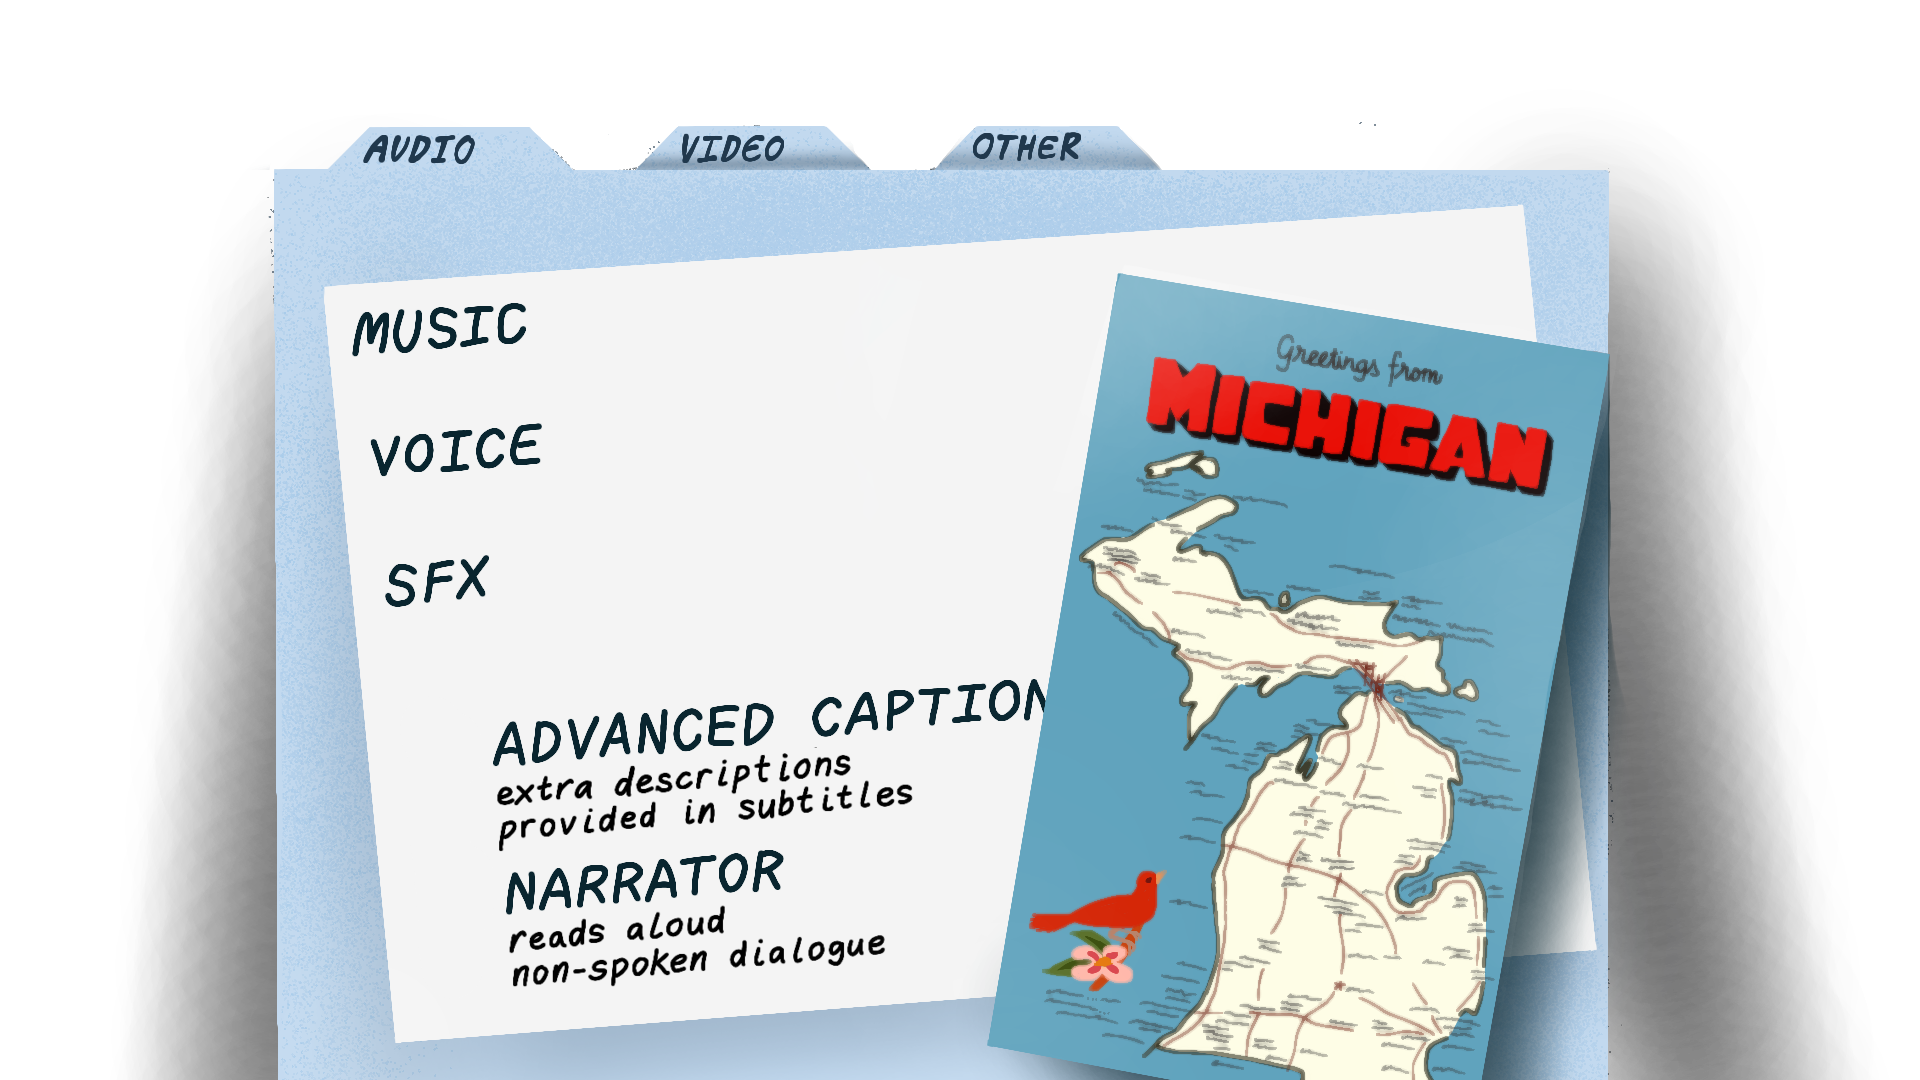 AUDIO
VIDEO
OTHER
MUSIC
VOICE
SFX
ADVANCED CAPTION
extra descriptions
provided in subtitles
NARRATOR
reads aloud
non-spoken dialogue
Greetings from
MICHIGAN